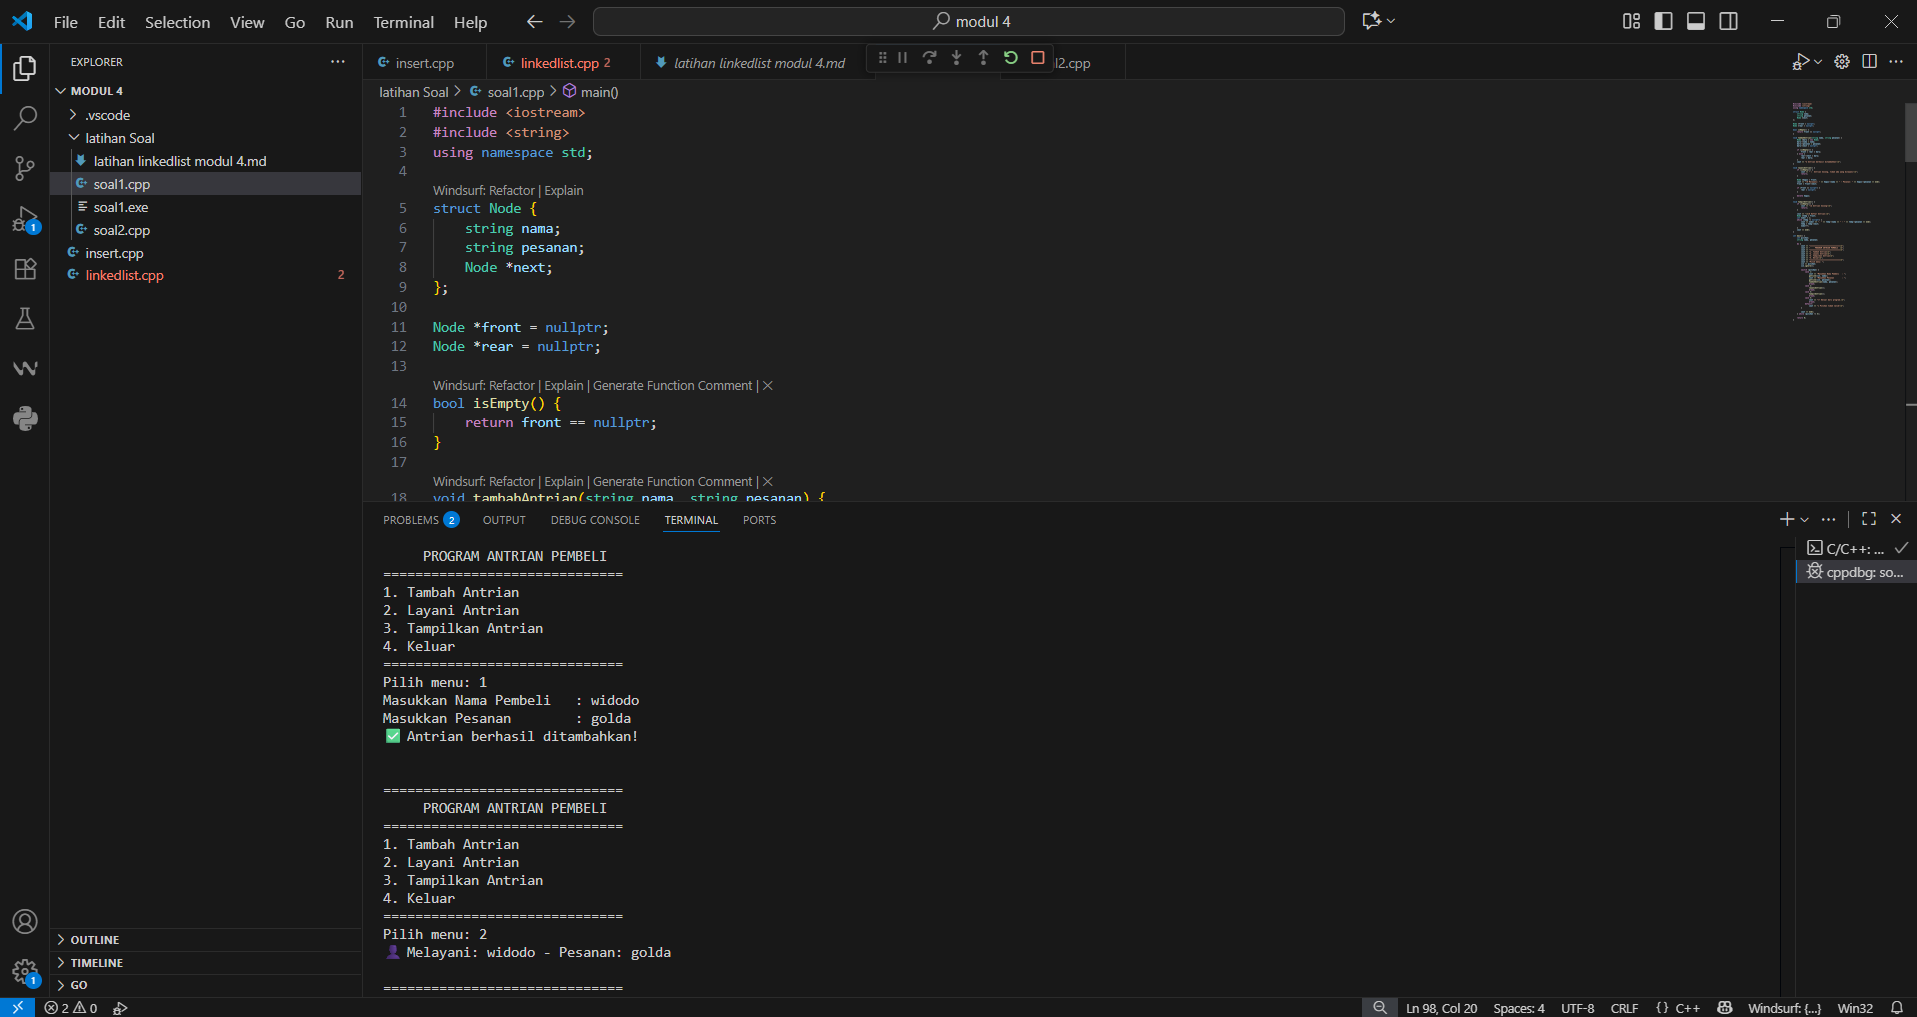 File Edit Selection View Go Run Terminal Help
modul 4
EXPLORER
MODUL 4
.vscode
latihan Soal
latihan linkedlist modul 4.md
soal1.cpp
soal1.exe
soal2.cpp
insert.cpp
linkedlist.cpp 2
1
OUTLINE
TIMELINE
GO
1
insert.cpp
linkedlist.cpp 2
latihan linkedlist modul 4.md
l2.cpp
latihan Soal > soal1.cpp > main()
1 #include <iostream>
2 #include <string>
3 using namespace std;
4
Windsurf: Refactor | Explain
5 struct Node {
6 string nama;
7 string pesanan;
8 Node *next;
9 };
10
11 Node *front = nullptr;
12 Node *rear = nullptr;
13
Windsurf: Refactor | Explain | Generate Function Comment | ×
14 bool isEmpty() {
15 return front == nullptr;
16 }
17
Windsurf: Refactor | Explain | Generate Function Comment | ×
18 void tambahAntrian(string nama, string pesanan) {
PROBLEMS 2 OUTPUT DEBUG CONSOLE TERMINAL PORTS
C/C++: ...
cppdbg: so...
PROGRAM ANTRIAN PEMBELI
==============================
1. Tambah Antrian
2. Layani Antrian
3. Tampilkan Antrian
4. Keluar
==============================
Pilih menu: 1
Masukkan Nama Pembeli : widodo
Masukkan Pesanan : golda
✅ Antrian berhasil ditambahkan!
==============================
PROGRAM ANTRIAN PEMBELI
==============================
1. Tambah Antrian
2. Layani Antrian
3. Tampilkan Antrian
4. Keluar
==============================
Pilih menu: 2
👤 Melayani: widodo - Pesanan: golda
==============================
2 0
Ln 98, Col 20 Spaces: 4 UTF-8 CRLF {} C++ Windsurf: {...} Win32